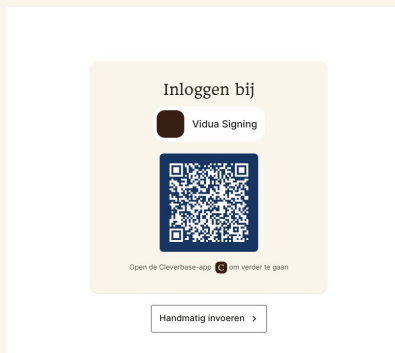 Inloggen bij
Vidua Signing
Open de Cleverbase-app C om verder te gaan
Handmatig invoeren